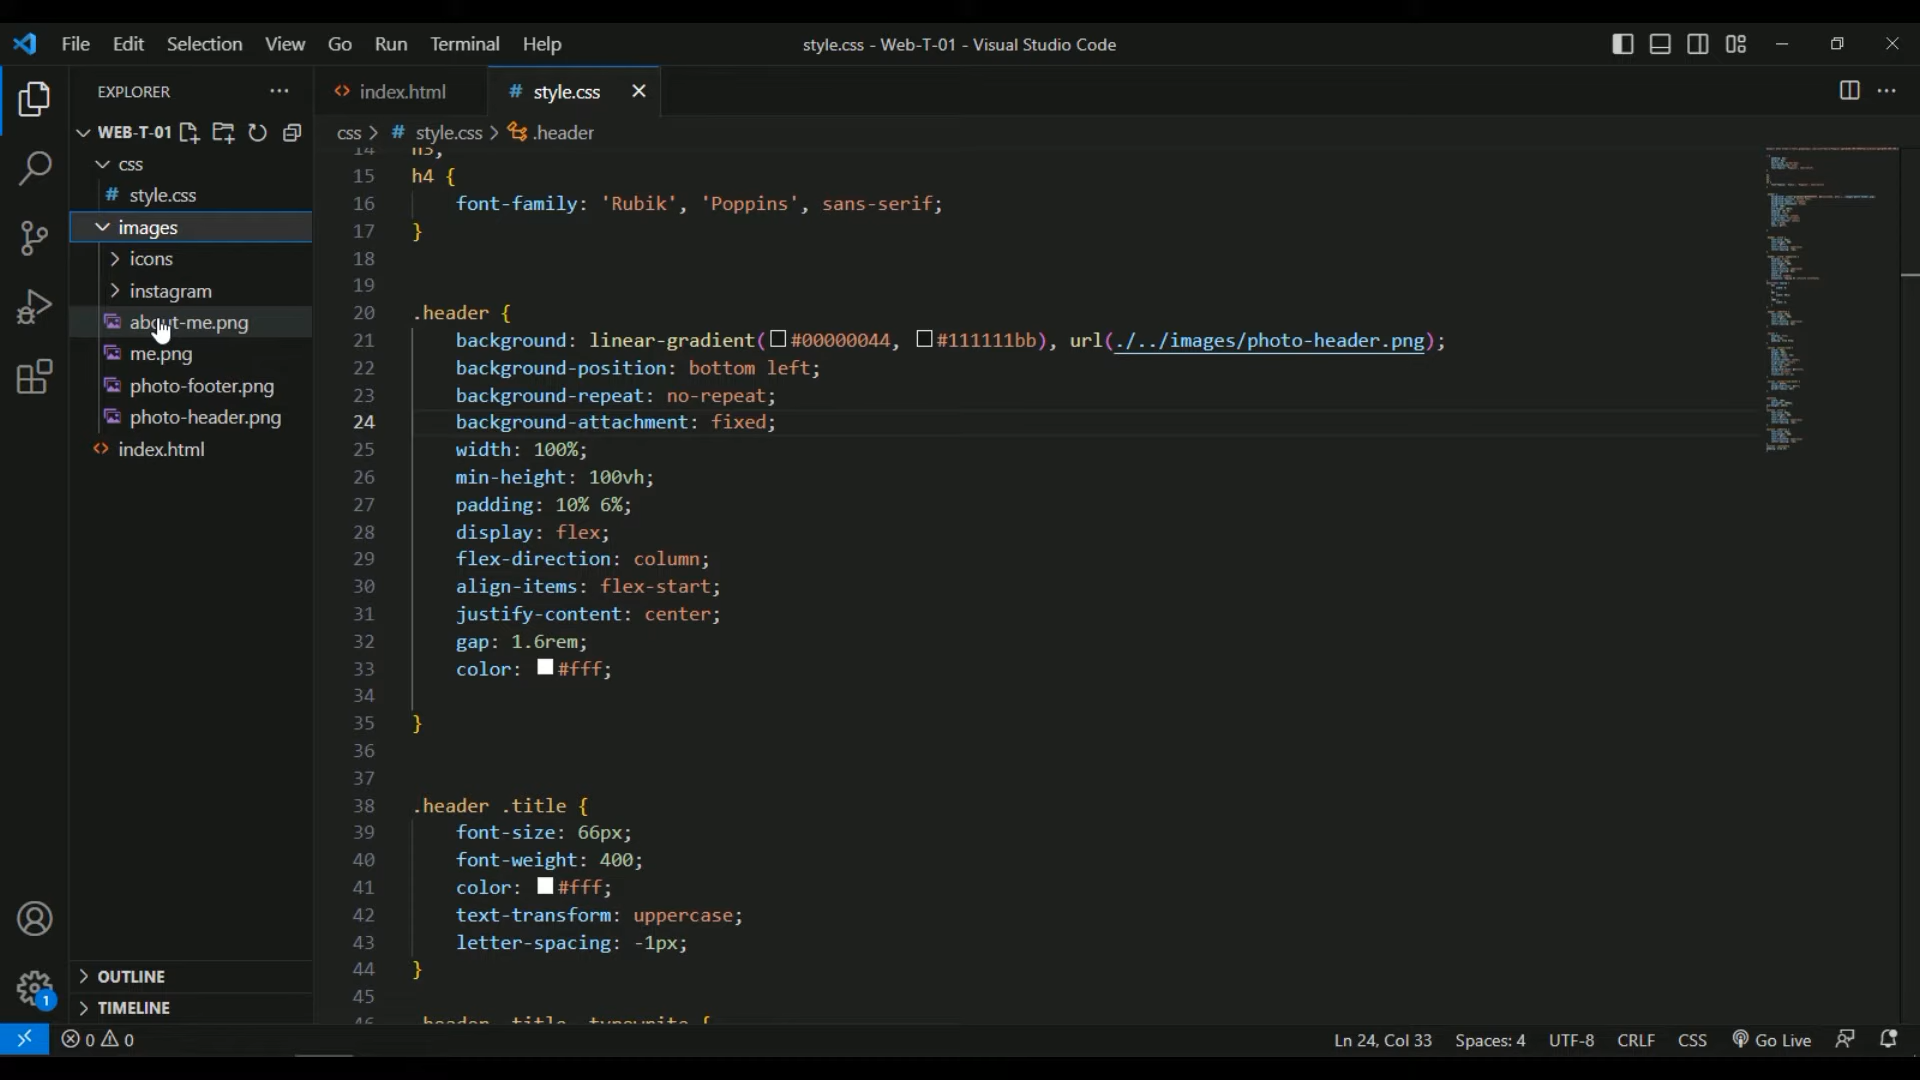 File Edit Selection View Go Run Terminal Help
style.css - Web-T-01 - Visual Studio Code
EXPLORER
WEB-T-01
css
style.css
images
icons
instagram
about-me.png
me.png
photo-footer.png
photo-header.png
index.html
OUTLINE
TIMELINE
index.html
# style.css
css > # style.css > .header
14 h3,
15 h4 {
16 font-family: 'Rubik', 'Poppins', sans-serif;
17 }
18
19
20 .header {
21 background: linear-gradient(#00000044, #111111bb), url(./../images/photo-header.png);
22 background-position: bottom left;
23 background-repeat: no-repeat;
24 background-attachment: fixed;
25 width: 100%;
26 min-height: 100vh;
27 padding: 10% 6%;
28 display: flex;
29 flex-direction: column;
30 align-items: flex-start;
31 justify-content: center;
32 gap: 1.6rem;
33 color: #fff;
34
35 }
36
37
38 .header .title {
39 font-size: 66px;
40 font-weight: 400;
41 color: #fff;
42 text-transform: uppercase;
43 letter-spacing: -1px;
44 }
45
46 .header .title .typewrite {
1
0 0
Ln 24, Col 33 Spaces: 4 UTF-8 CRLF CSS Go Live